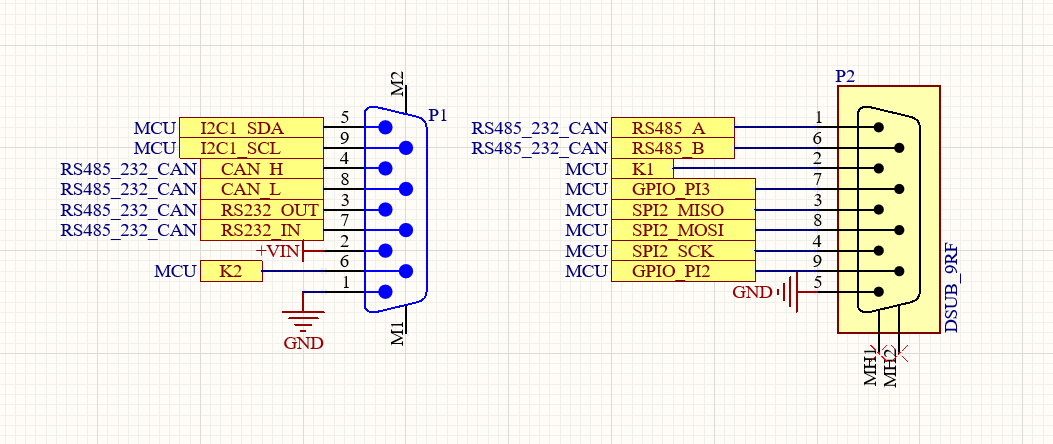 M2
P1
MCU I2C1_SDA 5
MCU I2C1_SCL 9
RS485_232_CAN CAN_H 4
RS485_232_CAN CAN_L 8
RS485_232_CAN RS232_OUT 3
RS485_232_CAN RS232_IN 7
+VIN 2
MCU K2 6
1
GND
M1
P2
RS485_232_CAN RS485_A 1
RS485_232_CAN RS485_B 6
MCU K1 2
MCU GPIO_PI3 7
MCU SPI2_MISO 3
MCU SPI2_MOSI 8
MCU SPI2_SCK 4
MCU GPIO_PI2 9
GND 5
DSUB_9RF
MH1
MH2